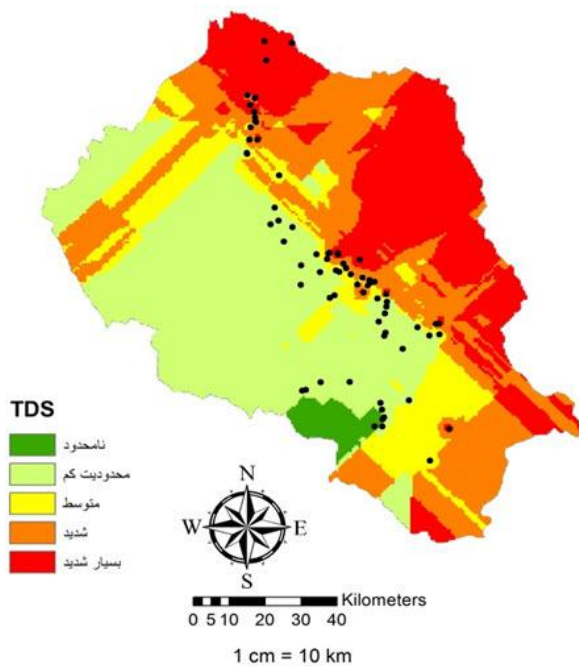 TDS
نامحدود
محدودیت کم
متوسط
شدید
بسیار شدید
N
W E
S
Kilometers
0 5 10 20 30 40
1 cm = 10 km